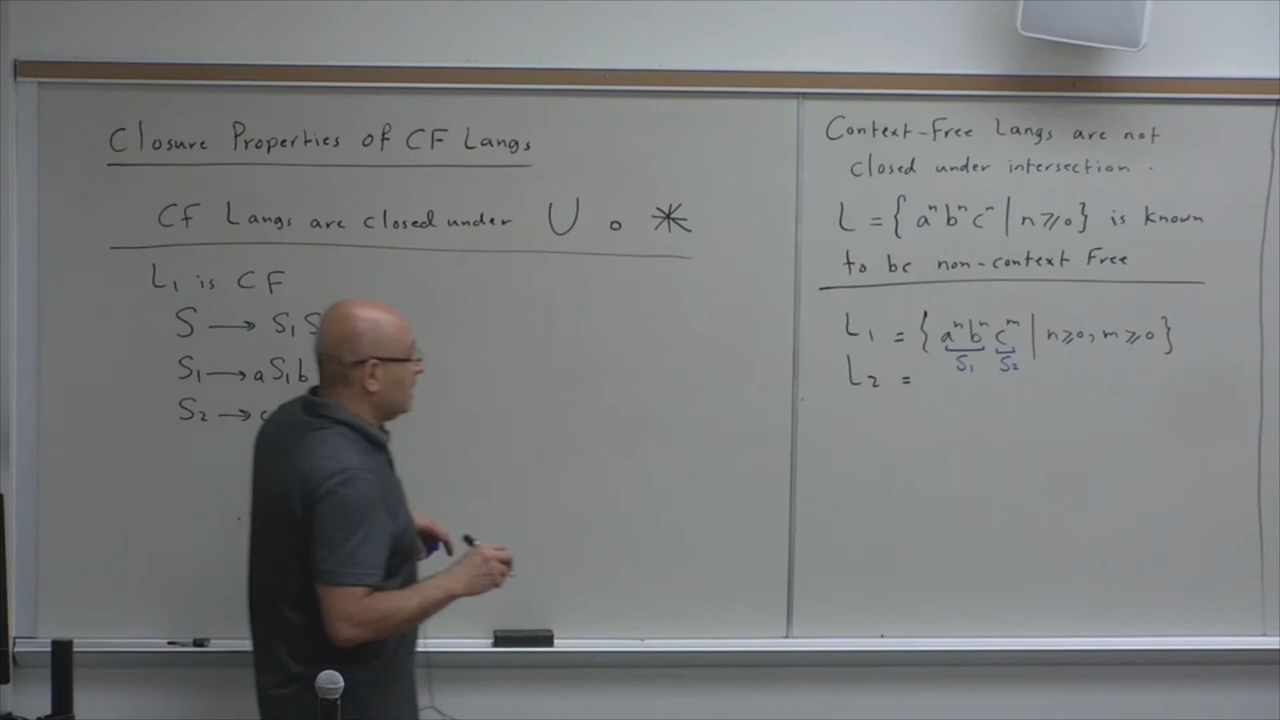 Closure Properties of CF Langs
CF Langs are closed under ∪ ∘ *
L₁ is CF
S → S₁S
S₁ → aS₁b
S₂ →
Context-Free Langs are not
closed under intersection.
L = { aⁿbⁿcⁿ | n ⩾ 0 } is known
to be non-context Free
L₁ = { aⁿbⁿcᵐ | n ⩾ 0, m ⩾ 0 }
S₁ S₂
L₂ =